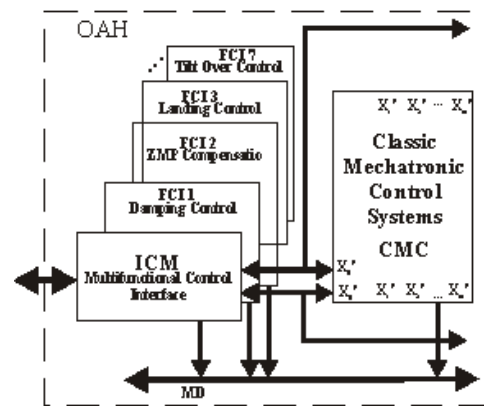 OAH
FCI 7
Tilt Over Control
FCI 3
Landing Control
FCI 2
ZMP Compensatio
FCI 1
Damping Control
ICM
Multifunctional Control
Interface
Classic
Mechatronic
Control
Systems
CMC
MD